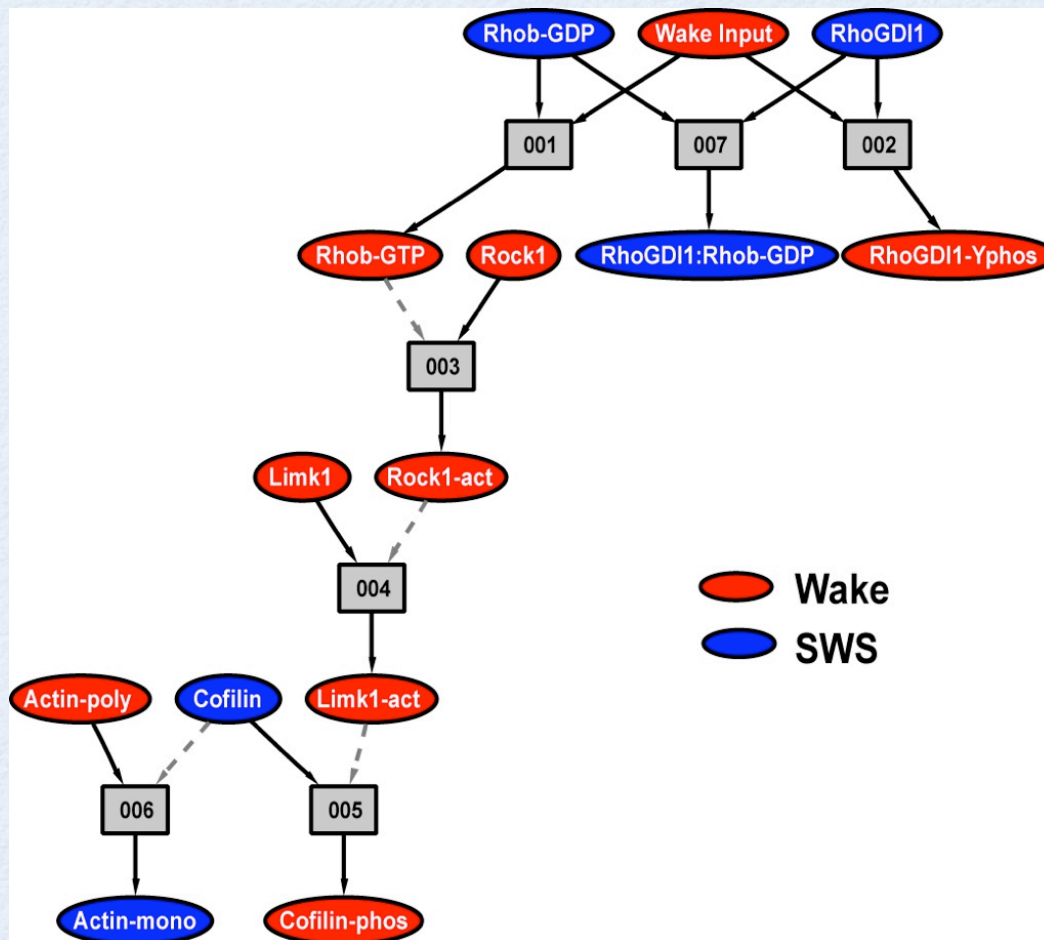 Rhob-GDP
Wake Input
RhoGDI1
001
007
002
Rhob-GTP
Rock1
RhoGDI1:Rhob-GDP
RhoGDI1-Yphos
003
Limk1
Rock1-act
004
Wake
SWS
Actin-poly
Cofilin
Limk1-act
006
005
Actin-mono
Cofilin-phos